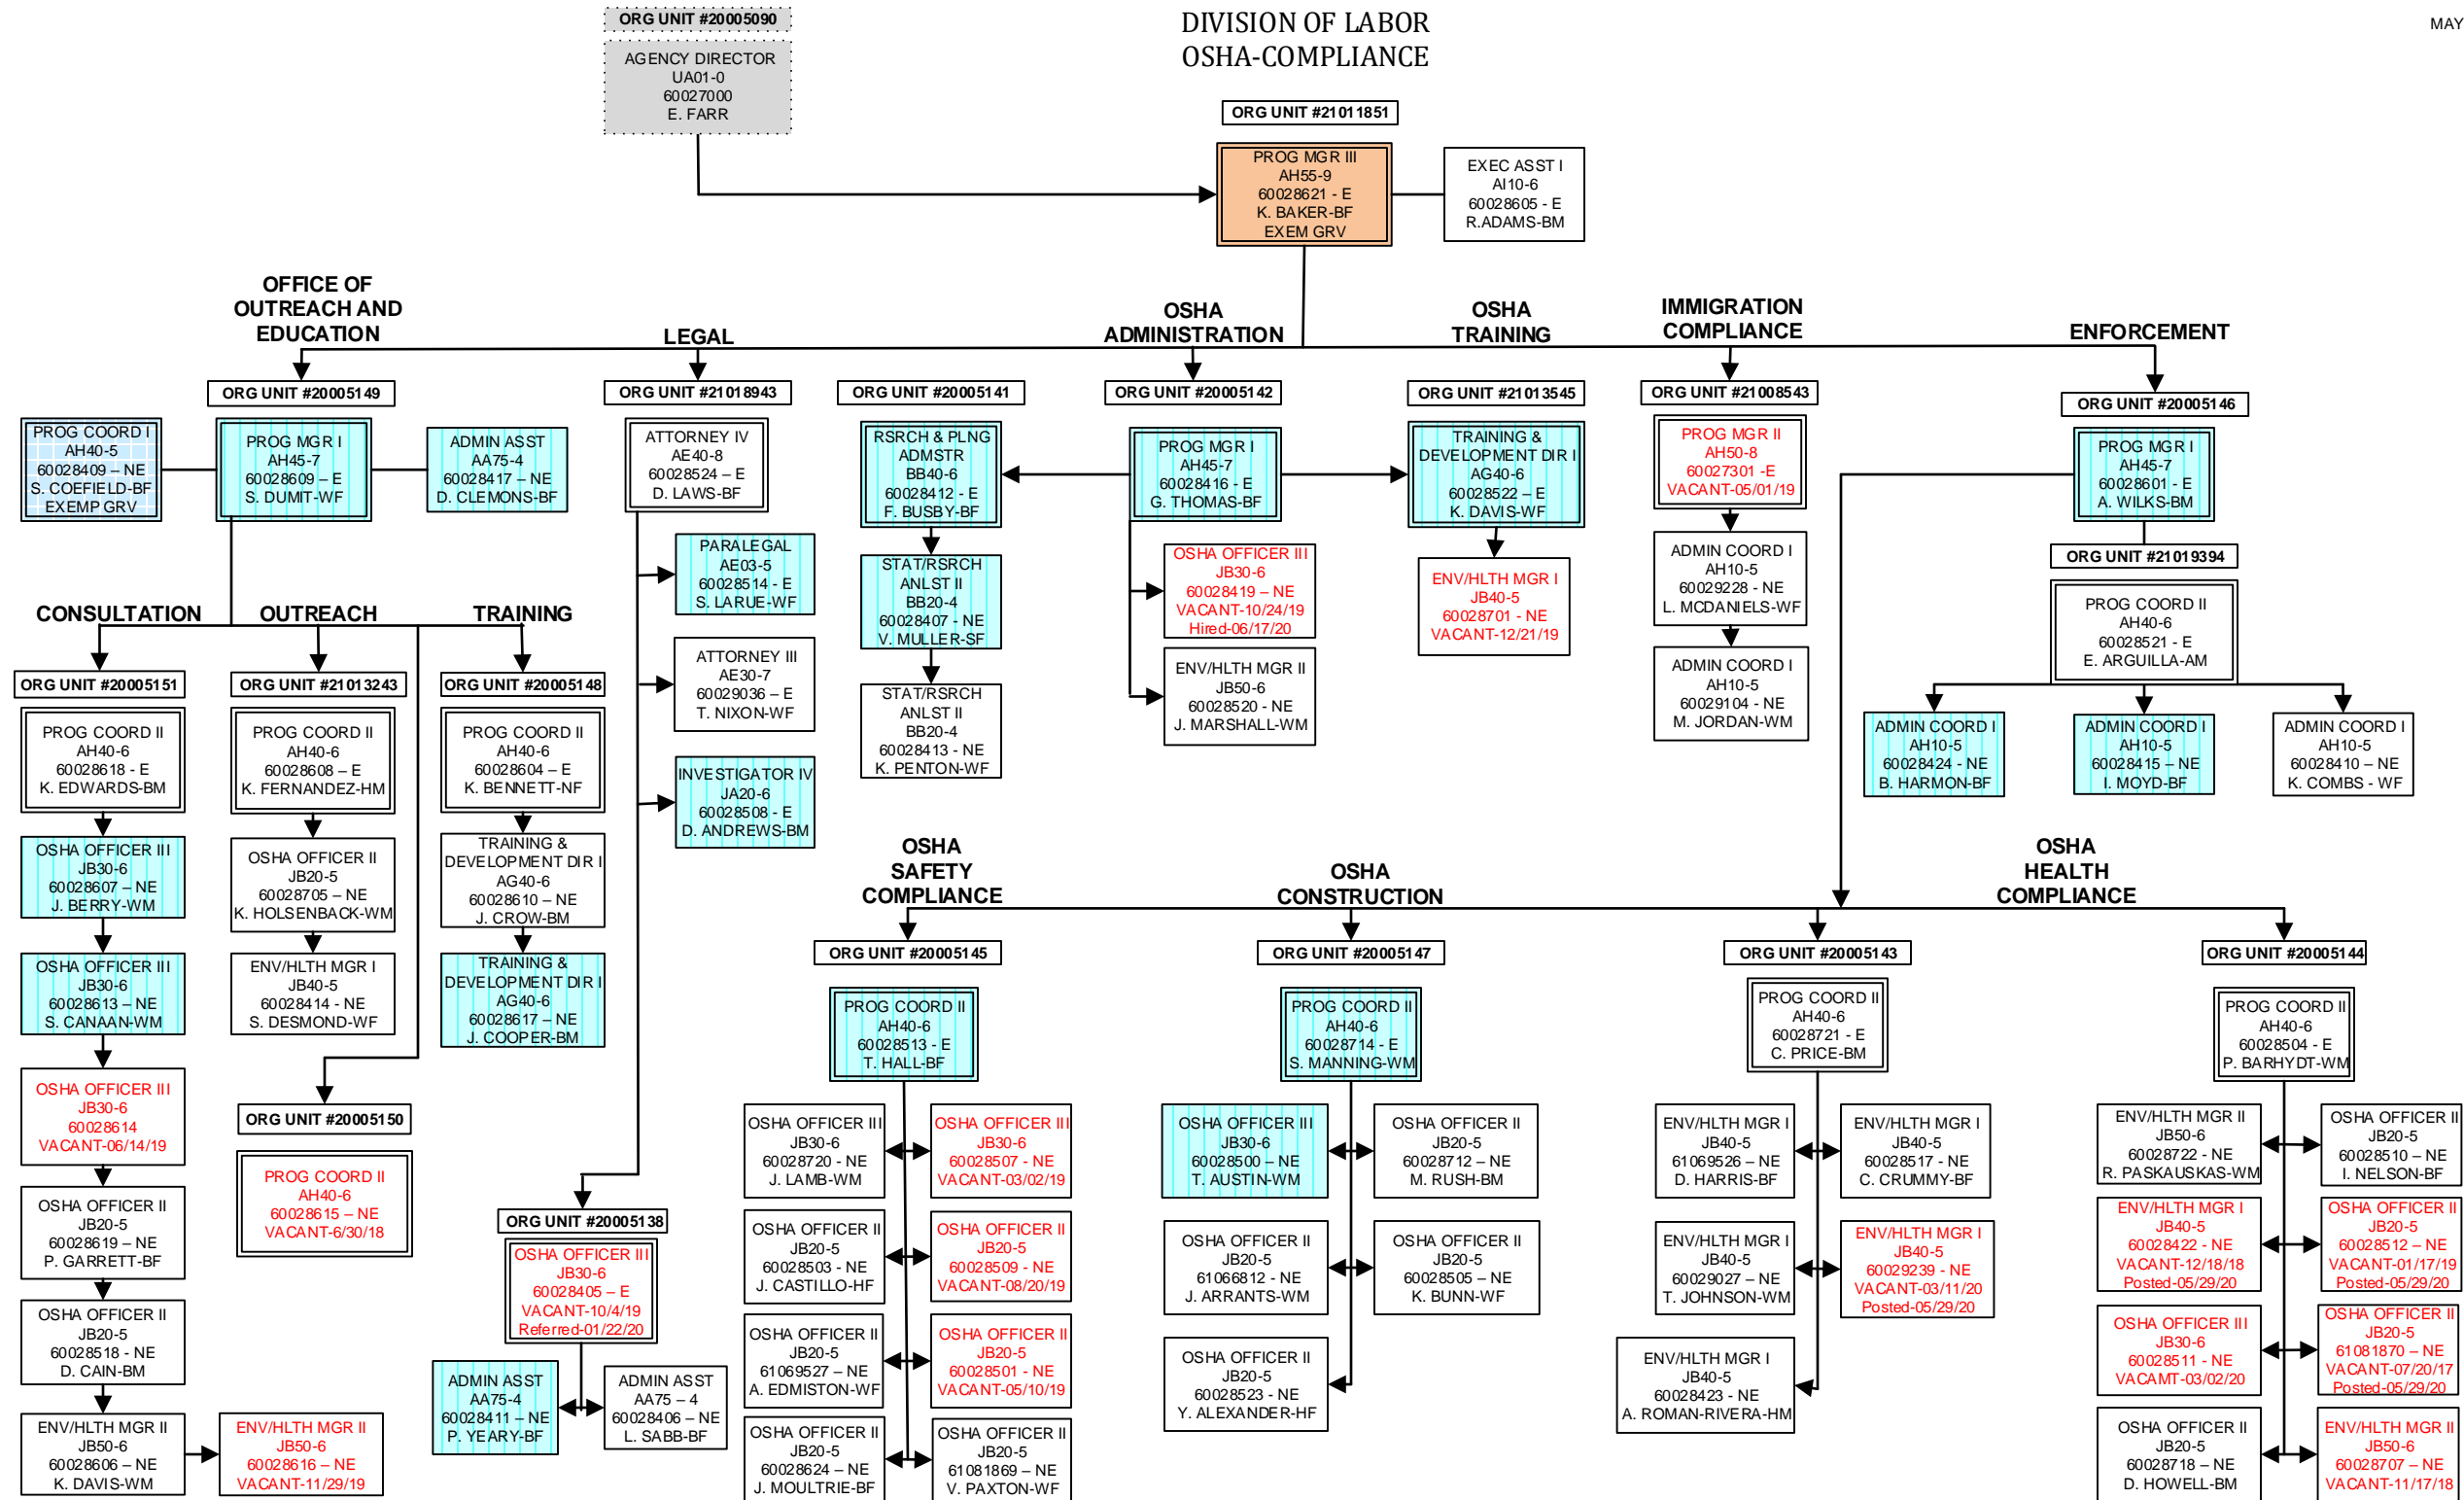 ORG UNIT #20005090
AGENCY DIRECTOR
UA01-0
60027000
E. FARR
DIVISION OF LABOR
OSHA-COMPLIANCE
MAY
ORG UNIT #21011851
PROG MGR III
AH55-9
60028621 - E
K. BAKER-BF
EXEM GRV
EXEC ASST I
AI10-6
60028605 - E
R.ADAMS-BM
OFFICE OF
OUTREACH AND
EDUCATION
LEGAL
OSHA
ADMINISTRATION
OSHA
TRAINING
IMMIGRATION
COMPLIANCE
ENFORCEMENT
ORG UNIT #20005149
PROG COORD I
AH40-5
60028409 – NE
S. COEFIELD-BF
EXEMP GRV
PROG MGR I
AH45-7
60028609 – E
S. DUMIT-WF
ADMIN ASST
AA75-4
60028417 – NE
D. CLEMONS-BF
ORG UNIT #21018943
ATTORNEY IV
AE40-8
60028524 – E
D. LAWS-BF
PARALEGAL
AE03-5
60028514 - E
S. LARUE-WF
ATTORNEY III
AE30-7
60029036 – E
T. NIXON-WF
INVESTIGATOR IV
JA20-6
60028508 - E
D. ANDREWS-BM
ORG UNIT #20005141
RSRCH & PLNG
ADMSTR
BB40-6
60028412 - E
F. BUSBY-BF
STAT/RSRCH
ANLST II
BB20-4
60028407 - NE
V. MULLER-SF
STAT/RSRCH
ANLST II
BB20-4
60028413 - NE
K. PENTON-WF
ORG UNIT #20005142
PROG MGR I
AH45-7
60028416 - E
G. THOMAS-BF
OSHA OFFICER III
JB30-6
60028419 – NE
VACANT-10/24/19
Hired-06/17/20
ENV/HLTH MGR II
JB50-6
60028520 - NE
J. MARSHALL-WM
ORG UNIT #21013545
TRAINING &
DEVELOPMENT DIR I
AG40-6
60028522 – E
K. DAVIS-WF
ENV/HLTH MGR I
JB40-5
60028701 - NE
VACANT-12/21/19
ORG UNIT #21008543
PROG MGR II
AH50-8
60027301 -E
VACANT-05/01/19
ADMIN COORD I
AH10-5
60029228 - NE
L. MCDANIELS-WF
ADMIN COORD I
AH10-5
60029104 - NE
M. JORDAN-WM
ORG UNIT #20005146
PROG MGR I
AH45-7
60028601 - E
A. WILKS-BM
ORG UNIT #21019394
PROG COORD II
AH40-6
60028521 - E
E. ARGUILLA-AM
ADMIN COORD I
AH10-5
60028424 - NE
B. HARMON-BF
ADMIN COORD I
AH10-5
60028415 – NE
I. MOYD-BF
ADMIN COORD I
AH10-5
60028410 – NE
K. COMBS - WF
CONSULTATION
OUTREACH
TRAINING
ORG UNIT #20005151
PROG COORD II
AH40-6
60028618 - E
K. EDWARDS-BM
OSHA OFFICER III
JB30-6
60028607 – NE
J. BERRY-WM
OSHA OFFICER III
JB30-6
60028613 – NE
S. CANAAN-WM
OSHA OFFICER III
JB30-6
60028614
VACANT-06/14/19
OSHA OFFICER II
JB20-5
60028619 – NE
P. GARRETT-BF
OSHA OFFICER II
JB20-5
60028518 - NE
D. CAIN-BM
ENV/HLTH MGR II
JB50-6
60028606 – NE
K. DAVIS-WM
ENV/HLTH MGR II
JB50-6
60028616 – NE
VACANT-11/29/19
ORG UNIT #21013243
PROG COORD II
AH40-6
60028608 – E
K. FERNANDEZ-HM
OSHA OFFICER II
JB20-5
60028705 – NE
K. HOLSENBACK-WM
ENV/HLTH MGR I
JB40-5
60028414 - NE
S. DESMOND-WF
ORG UNIT #20005150
PROG COORD II
AH40-6
60028615 – NE
VACANT-6/30/18
ORG UNIT #20005148
PROG COORD II
AH40-6
60028604 – E
K. BENNETT-NF
TRAINING &
DEVELOPMENT DIR I
AG40-6
60028610 – NE
J. CROW-BM
TRAINING &
DEVELOPMENT DIR I
AG40-6
60028617 – NE
J. COOPER-BM
ORG UNIT #20005138
OSHA OFFICER III
JB30-6
60028405 – E
VACANT-10/4/19
Referred-01/22/20
ADMIN ASST
AA75-4
60028411 – NE
P. YEARY-BF
ADMIN ASST
AA75 – 4
60028406 – NE
L. SABB-BF
OSHA
SAFETY
COMPLIANCE
OSHA
CONSTRUCTION
OSHA
HEALTH
COMPLIANCE
ORG UNIT #20005145
PROG COORD II
AH40-6
60028513 - E
T. HALL-BF
OSHA OFFICER III
JB30-6
60028720 - NE
J. LAMB-WM
OSHA OFFICER III
JB30-6
60028507 - NE
VACANT-03/02/19
OSHA OFFICER II
JB20-5
60028503 - NE
J. CASTILLO-HF
OSHA OFFICER II
JB20-5
60028509 - NE
VACANT-08/20/19
OSHA OFFICER II
JB20-5
61069527 – NE
A. EDMISTON-WF
OSHA OFFICER II
JB20-5
60028501 - NE
VACANT-05/10/19
OSHA OFFICER II
JB20-5
60028624 – NE
J. MOULTRIE-BF
OSHA OFFICER II
JB20-5
61081869 – NE
V. PAXTON-WF
ORG UNIT #20005147
PROG COORD II
AH40-6
60028714 - E
S. MANNING-WM
OSHA OFFICER III
JB30-6
60028500 – NE
T. AUSTIN-WM
OSHA OFFICER II
JB20-5
60028712 – NE
M. RUSH-BM
OSHA OFFICER II
JB20-5
61066812 - NE
J. ARRANTS-WM
OSHA OFFICER II
JB20-5
60028505 – NE
K. BUNN-WF
OSHA OFFICER II
JB20-5
60028523 - NE
Y. ALEXANDER-HF
ORG UNIT #20005143
PROG COORD II
AH40-6
60028721 - E
C. PRICE-BM
ENV/HLTH MGR I
JB40-5
61069526 – NE
D. HARRIS-BF
ENV/HLTH MGR I
JB40-5
60028517 - NE
C. CRUMMY-BF
ENV/HLTH MGR I
JB40-5
60029027 – NE
T. JOHNSON-WM
ENV/HLTH MGR I
JB40-5
60029239 - NE
VACANT-03/11/20
Posted-05/29/20
ENV/HLTH MGR I
JB40-5
60028423 - NE
A. ROMAN-RIVERA-HM
ORG UNIT #20005144
PROG COORD II
AH40-6
60028504 - E
P. BARHYDT-WM
ENV/HLTH MGR II
JB50-6
60028722 – NE
R. PASKAUSKAS-WM
OSHA OFFICER II
JB20-5
60028510 – NE
I. NELSON-BF
ENV/HLTH MGR I
JB40-5
60028422 - NE
VACANT-12/18/18
Posted-05/29/20
OSHA OFFICER II
JB20-5
60028512 – NE
VACANT-01/17/19
Posted-05/29/20
OSHA OFFICER III
JB30-6
60028511 - NE
VACAMT-03/02/20
OSHA OFFICER II
JB20-5
61081870 – NE
VACANT-07/20/17
Posted-05/29/20
OSHA OFFICER II
JB20-5
60028718 – NE
D. HOWELL-BM
ENV/HLTH MGR II
JB50-6
60028707 – NE
VACANT-11/17/18